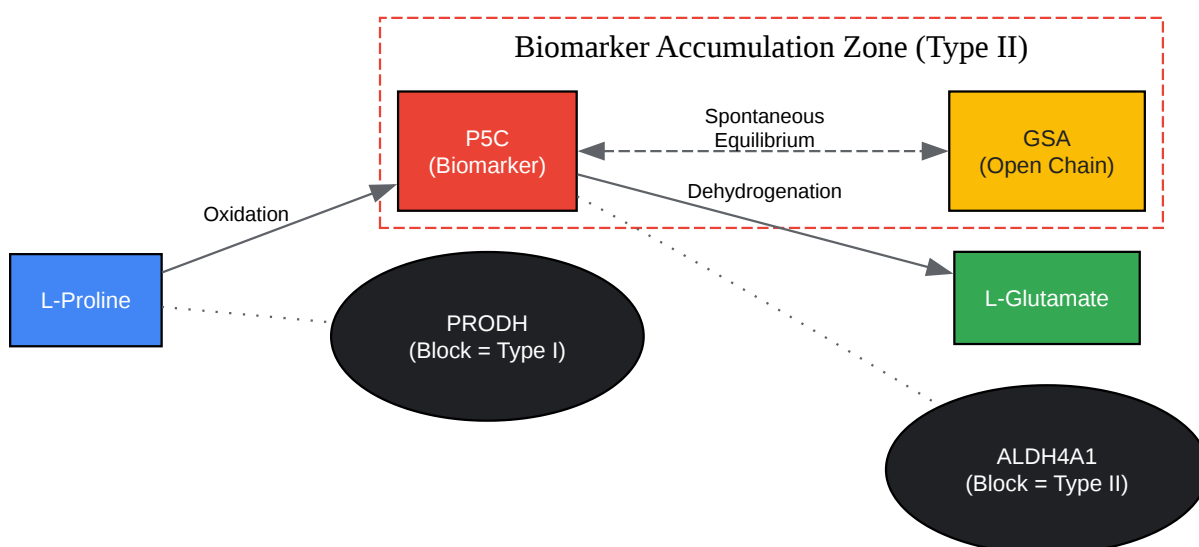 Biomarker Accumulation Zone (Type II)
P5C
(Biomarker)
Spontaneous
Equilibrium
GSA
(Open Chain)
Oxidation
Dehydrogenation
L-Proline
L-Glutamate
PRODH
(Block = Type I)
ALDH4A1
(Block = Type II)